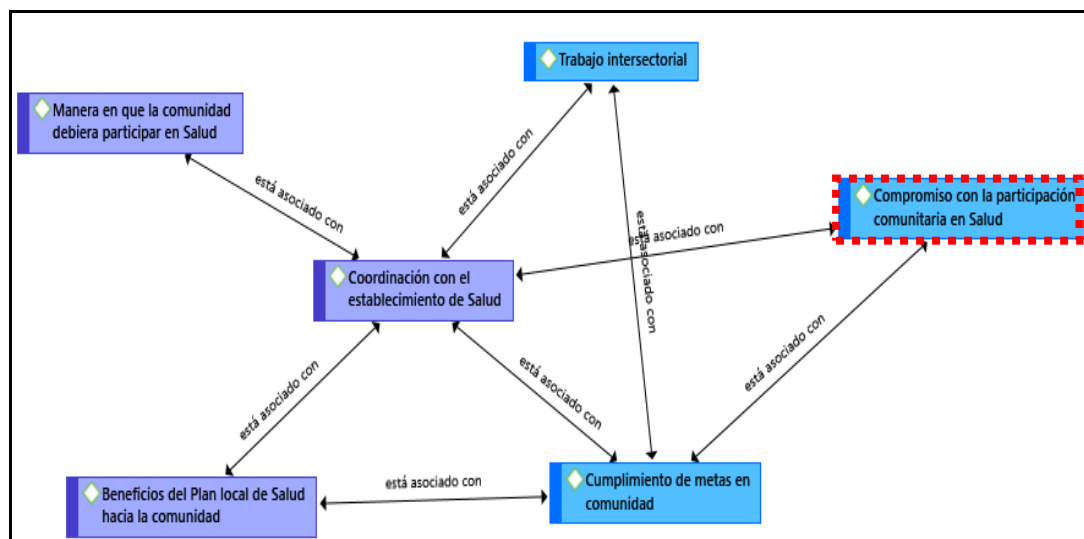 Trabajo intersectorial
Manera en que la comunidad
debiera participar en Salud
está asociado con
está asociado con
Compromiso con la participación
comunitaria en Salud
está asociado con
está asociado con
Coordinación con el
establecimiento de Salud
está asociado con
está asociado con
está asociado con
está asociado con
Beneficios del Plan local de Salud
hacia la comunidad
Cumplimiento de metas en
comunidad